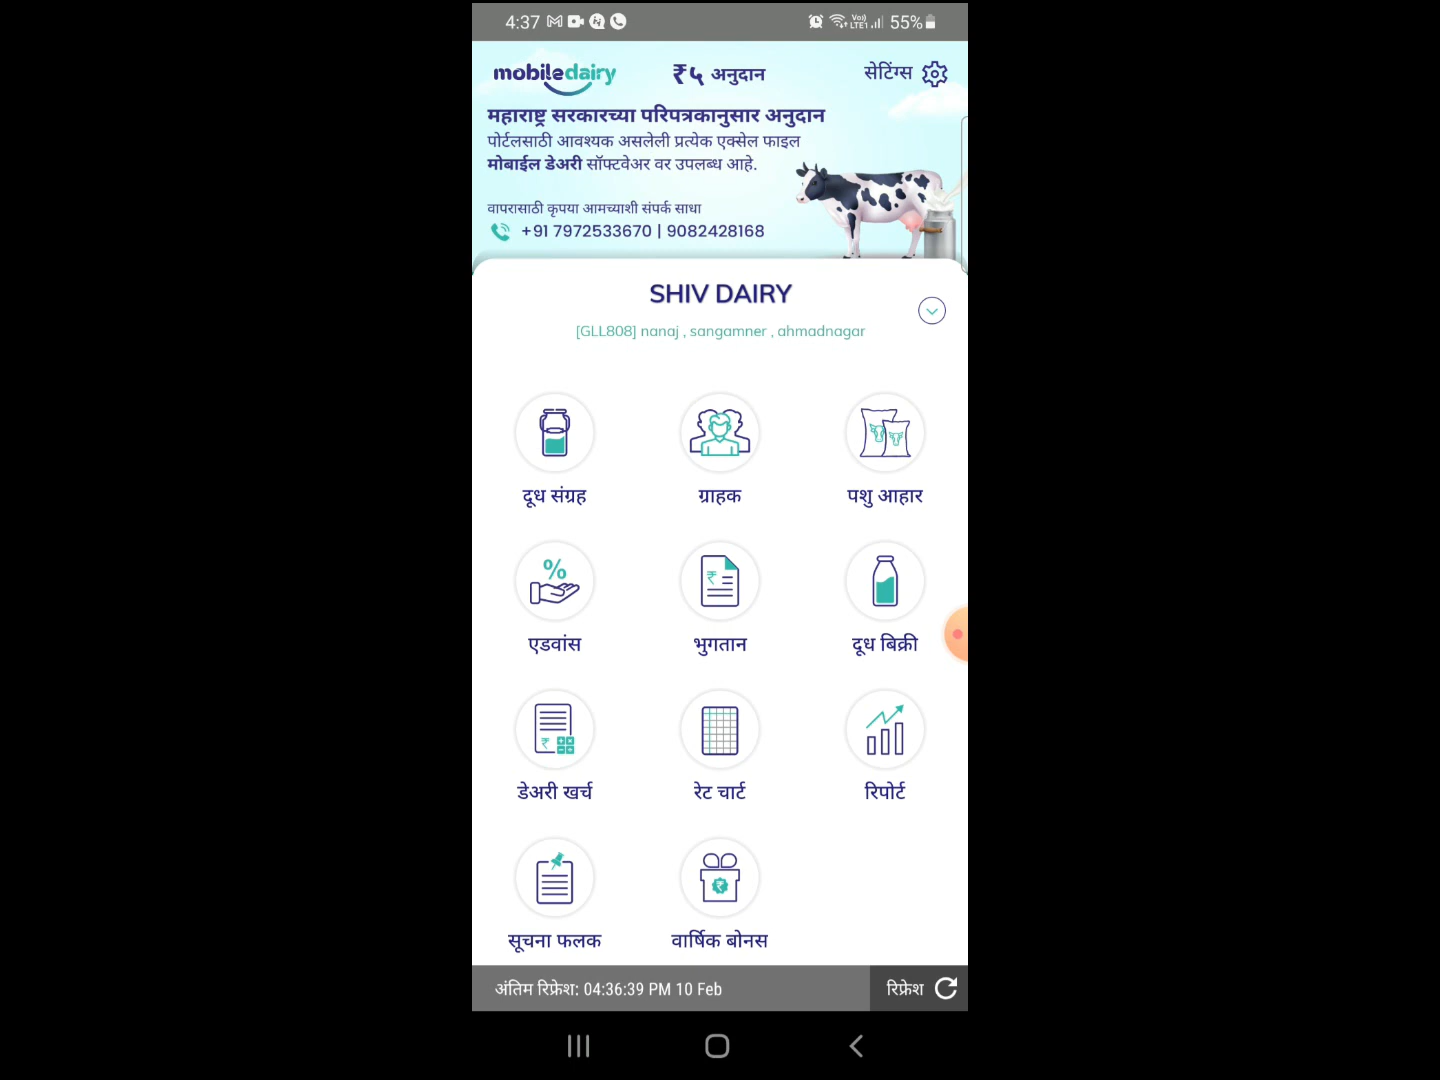 4:37
Vo)) LTE1 55%
mobiledairy
₹५ अनुदान
सेटिंग्स
महाराष्ट्र सरकारच्या परिपत्रकानुसार अनुदान
पोर्टलसाठी आवश्यक असलेली प्रत्येक एक्सेल फाइल
मोबाईल डेअरी सॉफ्टवेअर वर उपलब्ध आहे.
वापरासाठी कृपया आमच्याशी संपर्क साधा
+91 7972533670 | 9082428168
SHIV DAIRY
[GLL808] nanaj , sangamner , ahmadnagar
दूध संग्रह
ग्राहक
पशु आहार
%
एडवांस
₹
भुगतान
दूध बिक्री
₹
डेअरी खर्च
रेट चार्ट
रिपोर्ट
सूचना फलक
₹
वार्षिक बोनस
अंतिम रिफ्रेश: 04:36:39 PM 10 Feb
रिफ्रेश